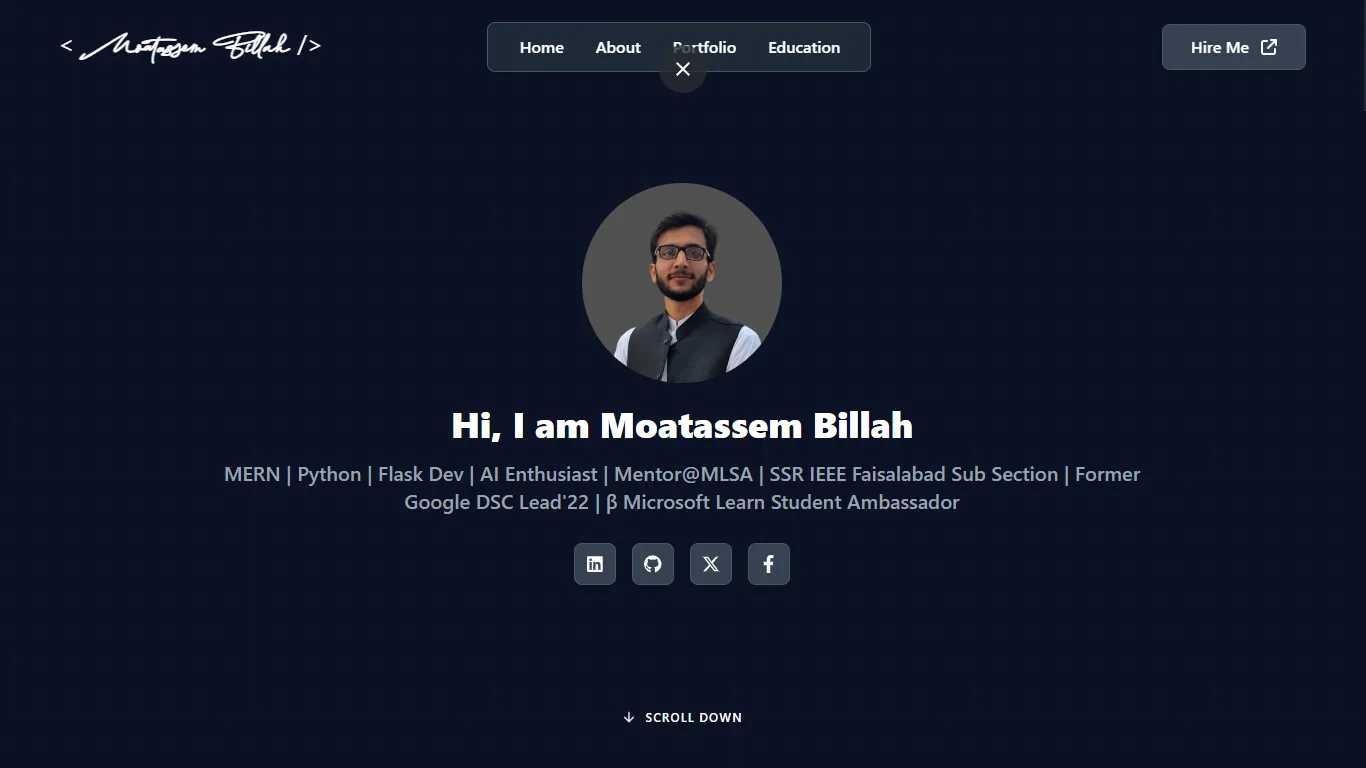 < Moatassem Billah />
Home About Portfolio Education
Hire Me
Hi, I am Moatassem Billah
MERN | Python | Flask Dev | AI Enthusiast | Mentor@MLSA | SSR IEEE Faisalabad Sub Section | Former
Google DSC Lead'22 | β Microsoft Learn Student Ambassador
SCROLL DOWN